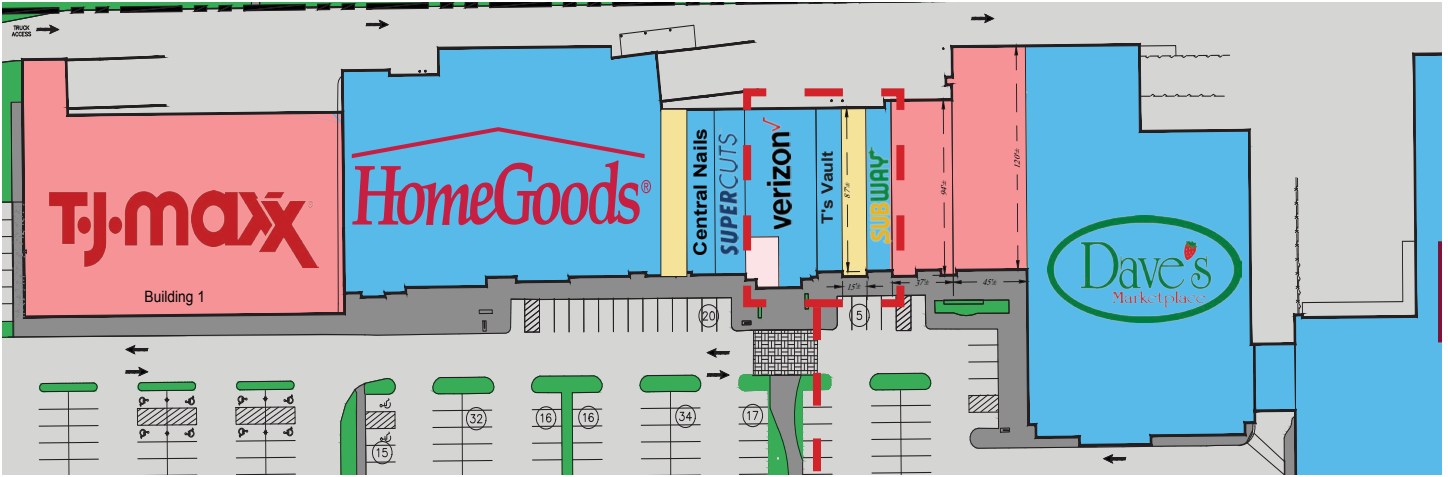 TRUCK
ACCESS
T·J·maxx
Building 1
HomeGoods®
Central Nails
SUPERCUTS
verizon√
T's Vault
87'±
SUBWAY
94'±
120'±
Dave's
Marketplace
15'±
37'±
45'±
20
5
32
16
16
34
17
15